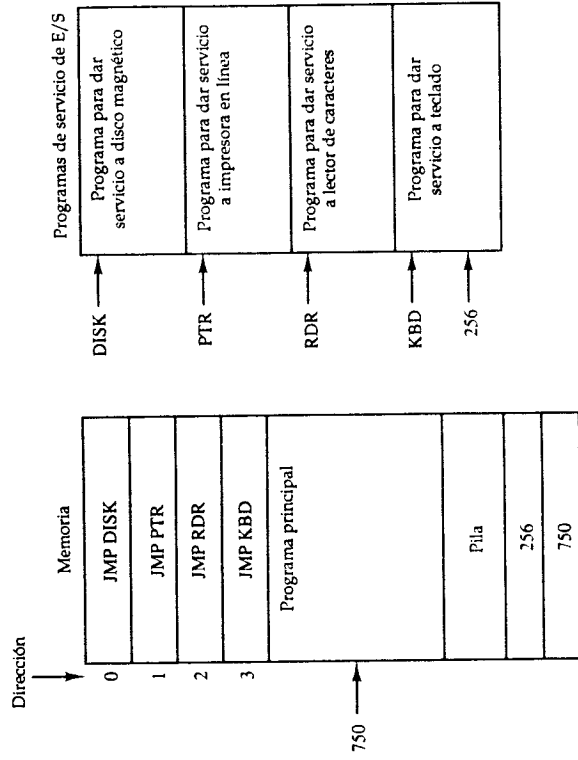 Dirección
Memoria
0
JMP DISK
1
JMP PTR
2
JMP RDR
3
JMP KBD
750
Programa principal
Pila
256
750
Programas de servicio de E/S
DISK
Programa para dar
servicio a disco magnético
PTR
Programa para dar servicio
a impresora en línea
RDR
Programa para dar servicio
a lector de caracteres
KBD
Programa para dar
servicio a teclado
256